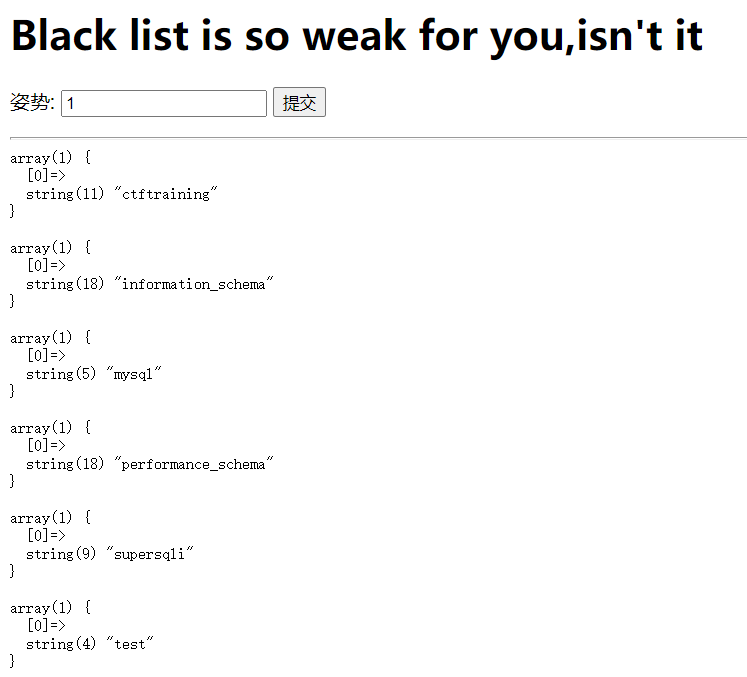 Black list is so weak for you,isn't it
姿势: 1 提交
array(1) {
  [0]=>
  string(11) "ctftraining"
}
array(1) {
  [0]=>
  string(18) "information_schema"
}
array(1) {
  [0]=>
  string(5) "mysql"
}
array(1) {
  [0]=>
  string(18) "performance_schema"
}
array(1) {
  [0]=>
  string(9) "supersqli"
}
array(1) {
  [0]=>
  string(4) "test"
}